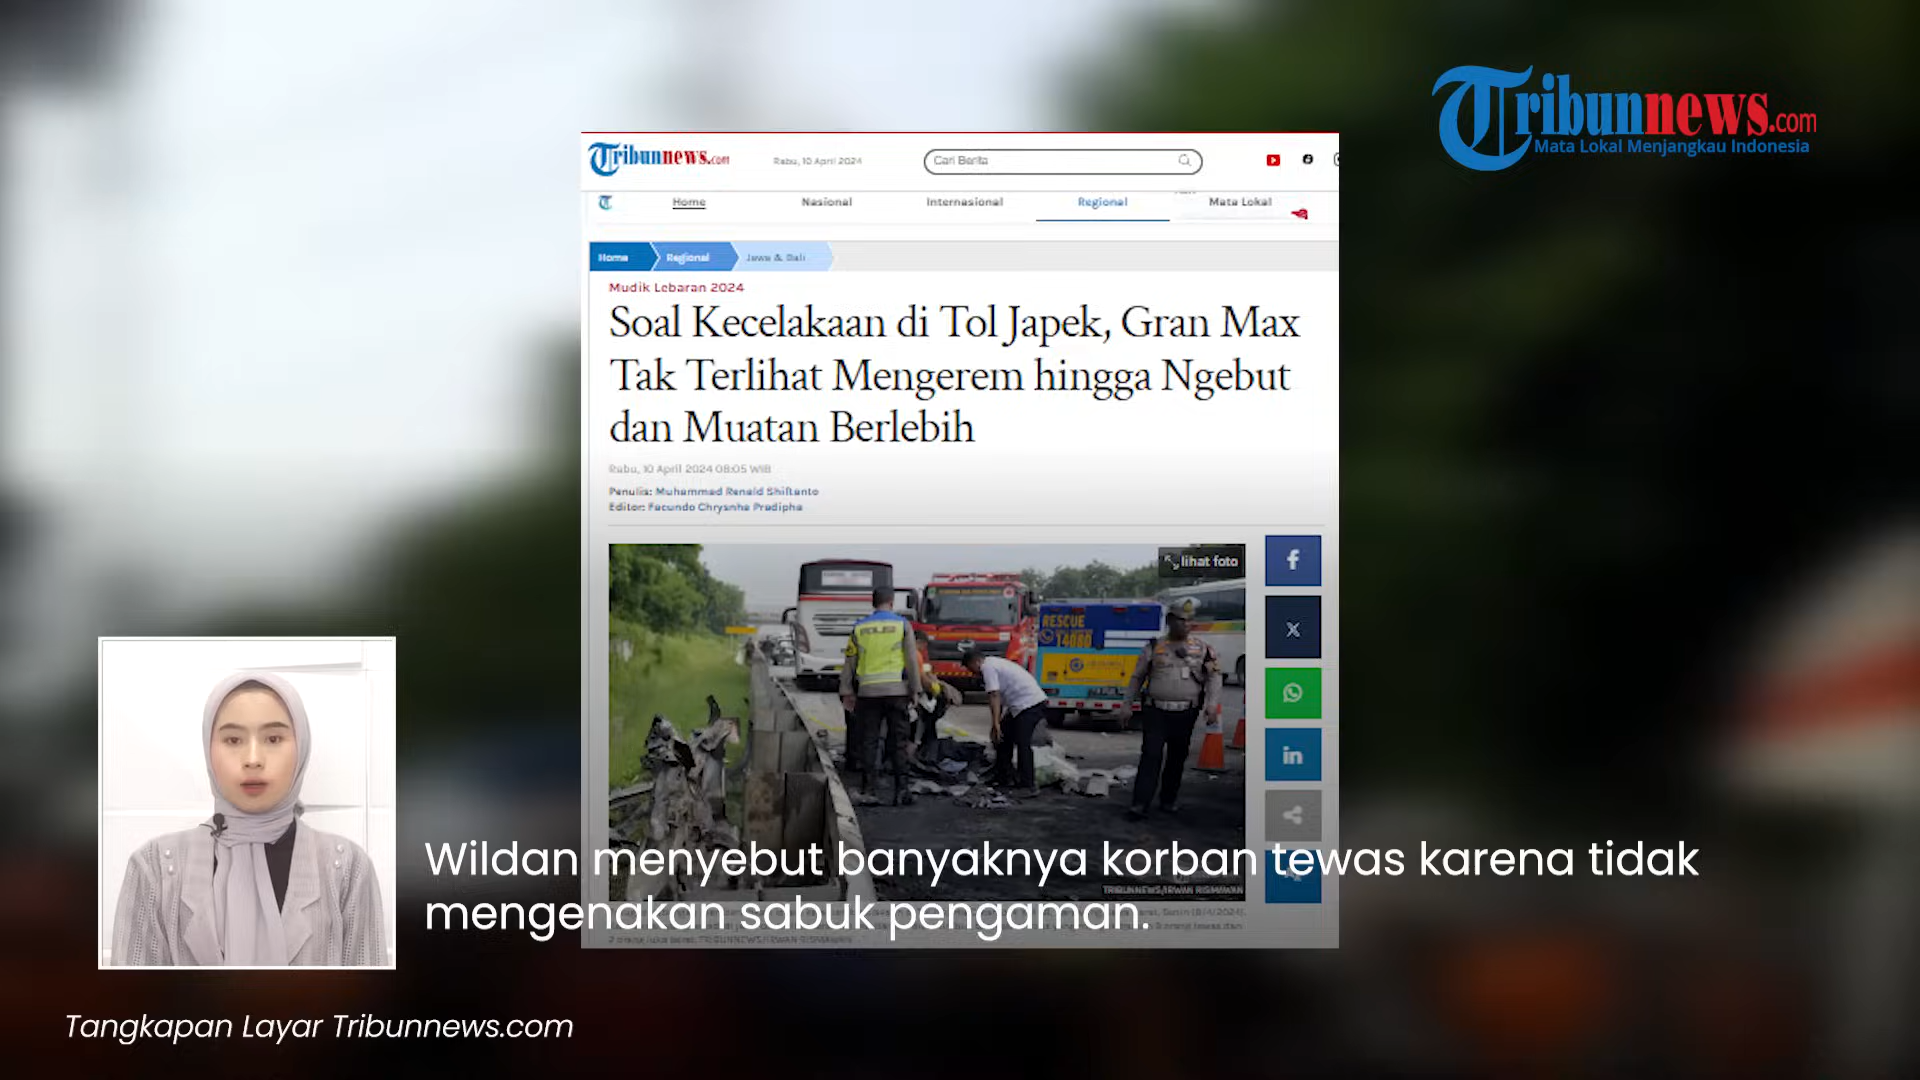 Tribunnews.com
Mata Lokal Menjangkau Indonesia
Tribunnews.com
Rabu, 10 April 2024
Cari Berita
Home
Nasional
Internasional
Regional
Mata Lokal
Home
Regional
Jawa & Bali
Mudik Lebaran 2024
Soal Kecelakaan di Tol Japek, Gran Max
Tak Terlihat Mengerem hingga Ngebut
dan Muatan Berlebih
Rabu, 10 April 2024 08:05 WIB
Penulis: Muhammad Renald Shiftanto
Editor: Facundo Chrysnha Pradipha
lihat foto
POLISI
RESCUE
14080
TRIBUNNEWS/IRWAN RISMAWAN
Wildan menyebut banyaknya korban tewas karena tidak
mengenakan sabuk pengaman.
Tangkapan Layar Tribunnews.com